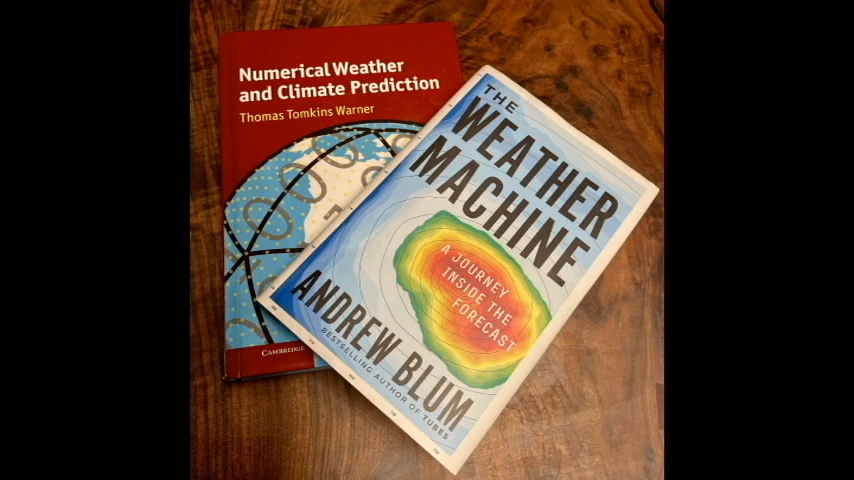 Numerical Weather
and Climate Prediction
Thomas Tomkins Warner
CAMBRIDGE
THE
WEATHER
MACHINE
A JOURNEY
INSIDE THE
FORECAST
ANDREW BLUM
BESTSELLING AUTHOR OF TUBES